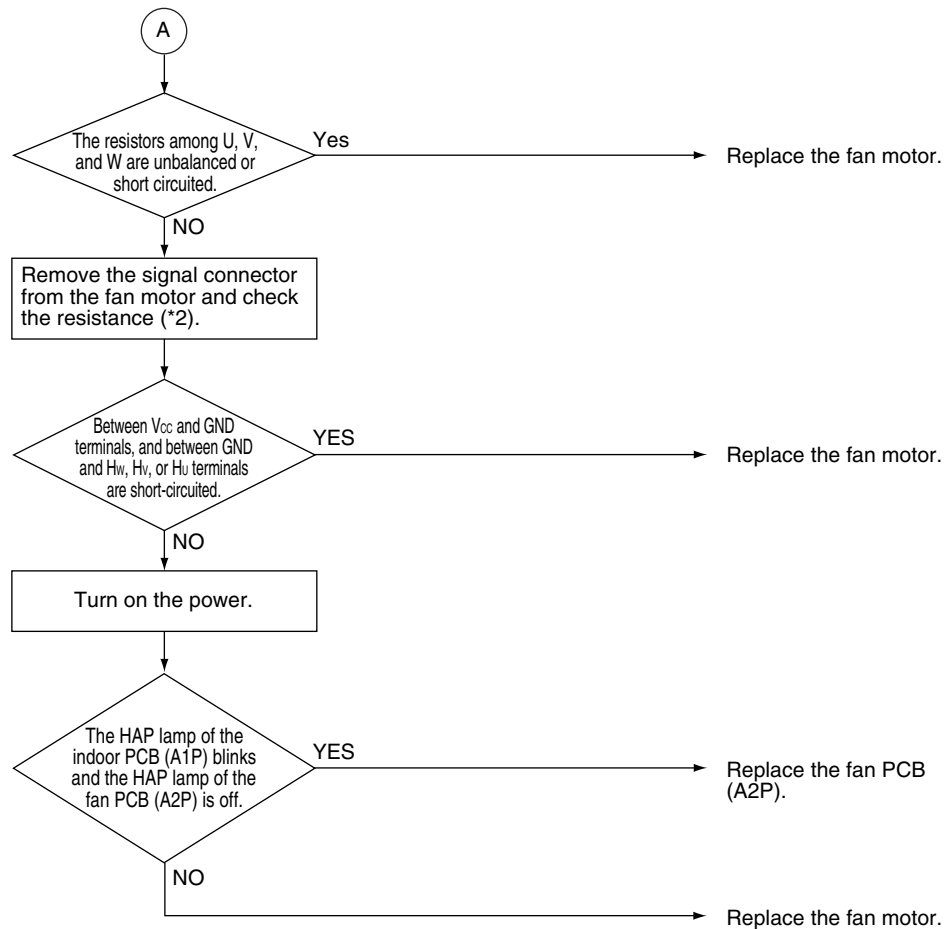 A
The resistors among U, V,
and W are unbalanced or
short circuited.
Yes
Replace the fan motor.
NO
Remove the signal connector
from the fan motor and check
the resistance (*2).
Between Vcc and GND
terminals, and between GND
and Hw, Hv, or Hu terminals
are short-circuited.
YES
Replace the fan motor.
NO
Turn on the power.
The HAP lamp of the
indoor PCB (A1P) blinks
and the HAP lamp of the
fan PCB (A2P) is off.
YES
Replace the fan PCB
(A2P).
NO
Replace the fan motor.